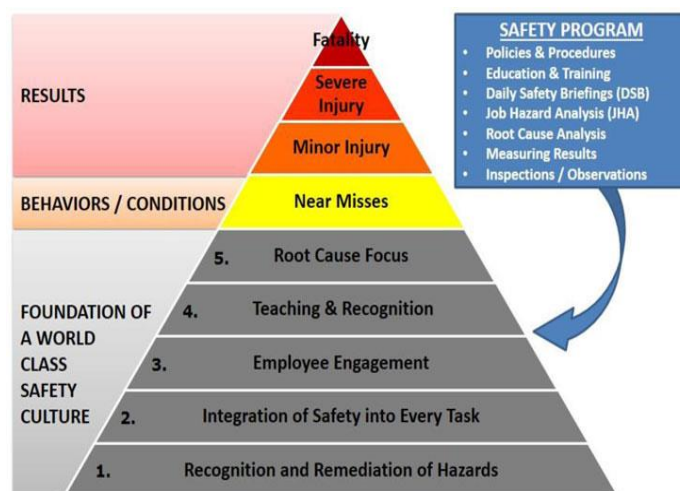 Fatality
Severe
Injury
Minor Injury
Near Misses
5. Root Cause Focus
4. Teaching & Recognition
3. Employee Engagement
2. Integration of Safety into Every Task
1. Recognition and Remediation of Hazards
RESULTS
BEHAVIORS / CONDITIONS
FOUNDATION OF
A WORLD
CLASS
SAFETY
CULTURE
SAFETY PROGRAM
• Policies & Procedures
• Education & Training
• Daily Safety Briefings (DSB)
• Job Hazard Analysis (JHA)
• Root Cause Analysis
• Measuring Results
• Inspections / Observations